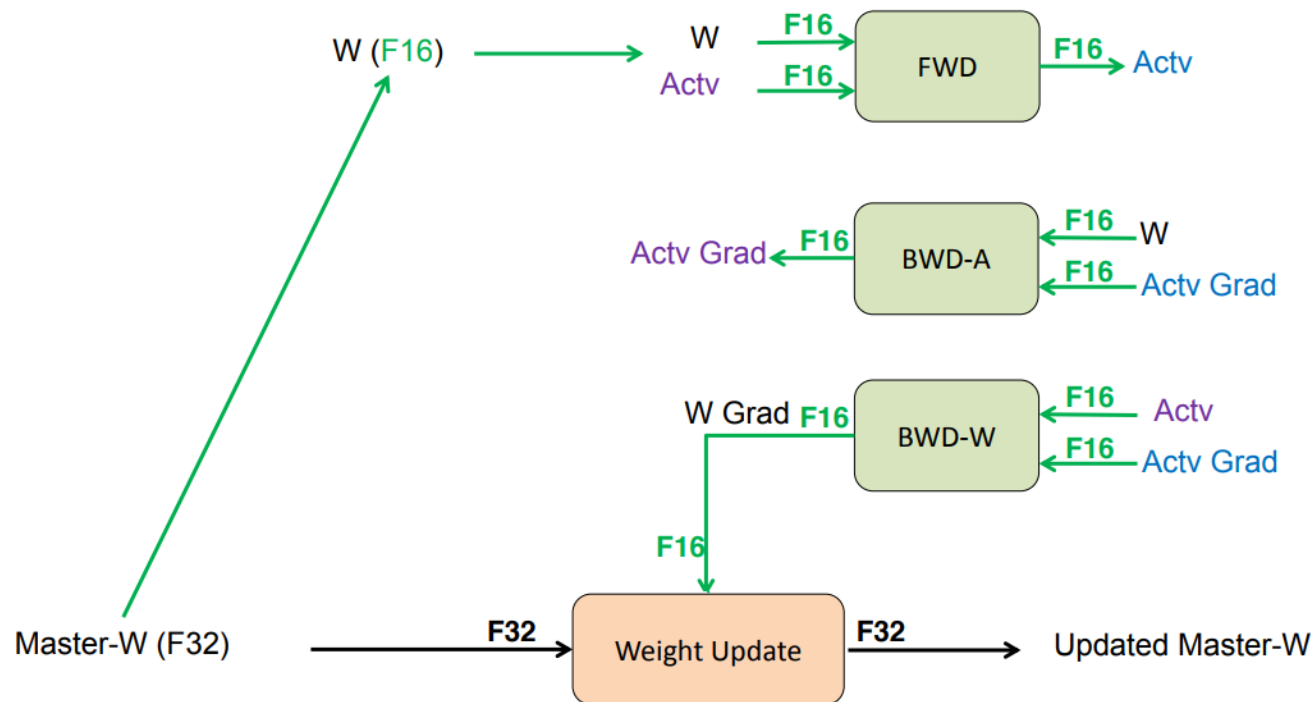 W (F16)
W
F16
Actv
F16
FWD
F16
Actv
Actv Grad
F16
BWD-A
F16
W
F16
Actv Grad
W Grad
F16
BWD-W
F16
Actv
F16
Actv Grad
F16
Master-W (F32)
F32
Weight Update
F32
Updated Master-W